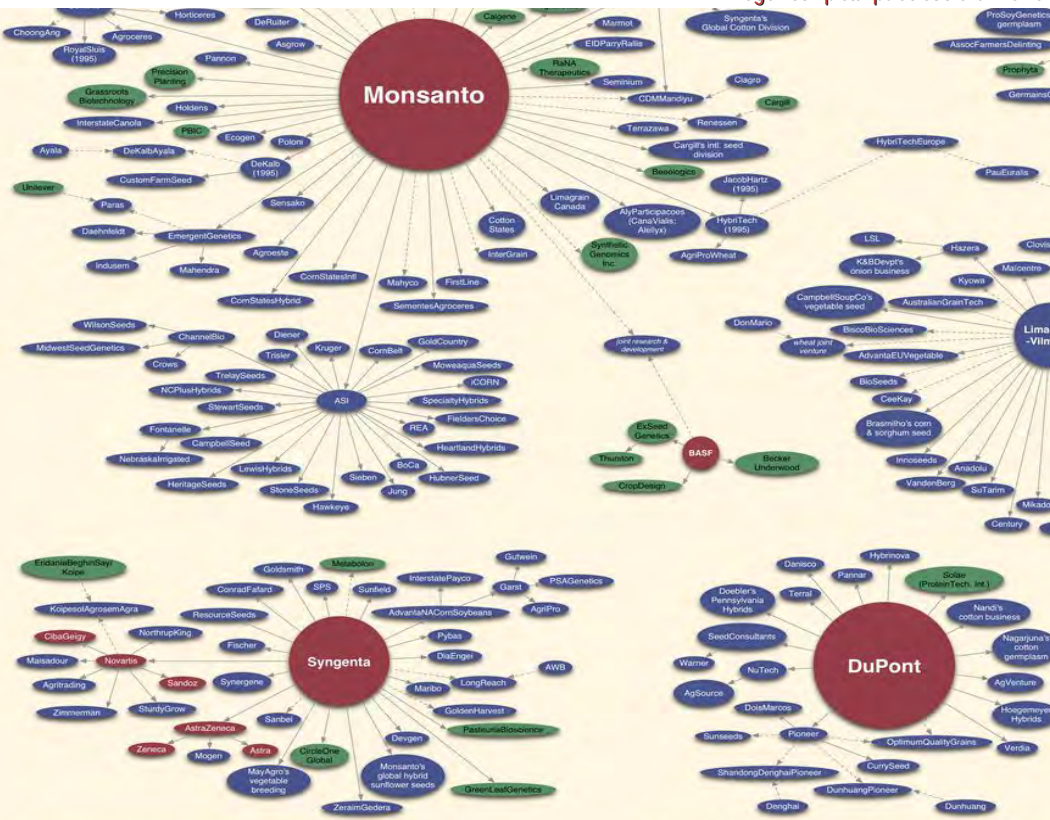 Horticeres
DeRuiter
Calgene
Marmot
Syngenta's
Global Cotton Division
ProSoyGenetics
germplasm
ChoongAng
Agroceres
RoyalSluis
(1995)
Asgrow
EIDParryRallis
AssocFarmersDelinting
Pannon
Precision
Planting
Monsanto
RaNA
Therapeutics
Seminium
Ciagro
Prophyta
Grassroots
Biotechnology
Holdens
CDMMandiyu
Cargill
InterstateCanola
PBIC
Ecogen
Poloni
Terrazawa
Renessen
Ayala
DeKalbAyala
DeKalb
(1995)
Cargill's intl. seed
division
HybriTechEurope
CustomFarmSeed
Beeologics
JacobHartz
(1995)
PauEuralis
Unilever
Paras
Sensako
Limagrain
Canada
AlyParticipacoes
(CanaVialis;
Alellyx)
HybriTech
(1995)
Daehnfeldt
EmergentGenetics
Cotton
States
LSL
Hazera
Indusem
Mahendra
Agroeste
InterGrain
Synthetic
Genomics
Inc
AgriProWheat
K&BDevpt's
onion business
Malcentre
CornStatesIntl
Mahyco
FirstLine
Kyowa
CornStatesHybrid
SementesAgroceres
CampbellSoupCo's
vegetable seed
AustralianGrainTech
WilsonSeeds
ChannelBio
Diener
Kruger
CornBelt
GoldCountry
DonMario
BiscoBioSciences
MidwestSeedGenetics
Crows
Trisler
MoweaquaSeeds
joint research &
development
wheat joint
venture
AdvantaEUVegetable
TrelaySeeds
iCORN
BioSeeds
NCPlusHybrids
StewartSeeds
ASI
SpecialtyHybrids
CeeKay
Fontanelle
CampbellSeed
REA
FieldersChoice
ExSeed
Genetics
BASF
Brasmilho's corn
& sorghum seed
NebraskaIrrigated
HeartlandHybrids
Thurston
Becker
Underwood
Innoseeds
LewisHybrids
Sieben
BoCa
HubnerSeed
Anadolu
HeritageSeeds
StoneSeeds
Jung
CropDesign
VandenBerg
SuTarim
Hawkeye
Century
EridaniaBeghinSay/
Koipe
Goldsmith
Metabolon
Gutwein
Danisco
Hybrinova
ConradFafard
SPS
Sunfield
InterstatePayco
Garst
PSAGenetics
Pannar
Solae
(ProteinTech. Int.)
KoipesolAgrosemAgra
ResourceSeeds
AdvantaNACornSoybeans
AgriPro
Doebler's
Pennsylvania
Hybrids
Terral
Nandi's
cotton business
CibaGeigy
NorthrupKing
Fischer
Pybas
SeedConsultants
Nagarjuna's
cotton
germplasm
Maisadour
Novartis
Syngenta
DiaEngei
AWB
Warner
NuTech
DuPont
Agritrading
Sandoz
Synergene
Maribo
LongReach
AgSource
AgVenture
Zimmerman
SturdyGrow
Sanbei
GoldenHarvest
DoisMarcos
Hybrids
AstraZeneca
PasteuriaBioscience
Sunseeds
Pioneer
OptimumQualityGrains
Verdia
Zeneca
Mogen
Astra
CircleOne
Global
Devgen
CurrySeed
MayAgro's
vegetable
breeding
Monsanto's
global hybrid
sunflower seeds
GreenLeafGenetics
ShandongDenghaiPioneer
DunhuangPioneer
ZeraimGedera
Denghai
Dunhuang